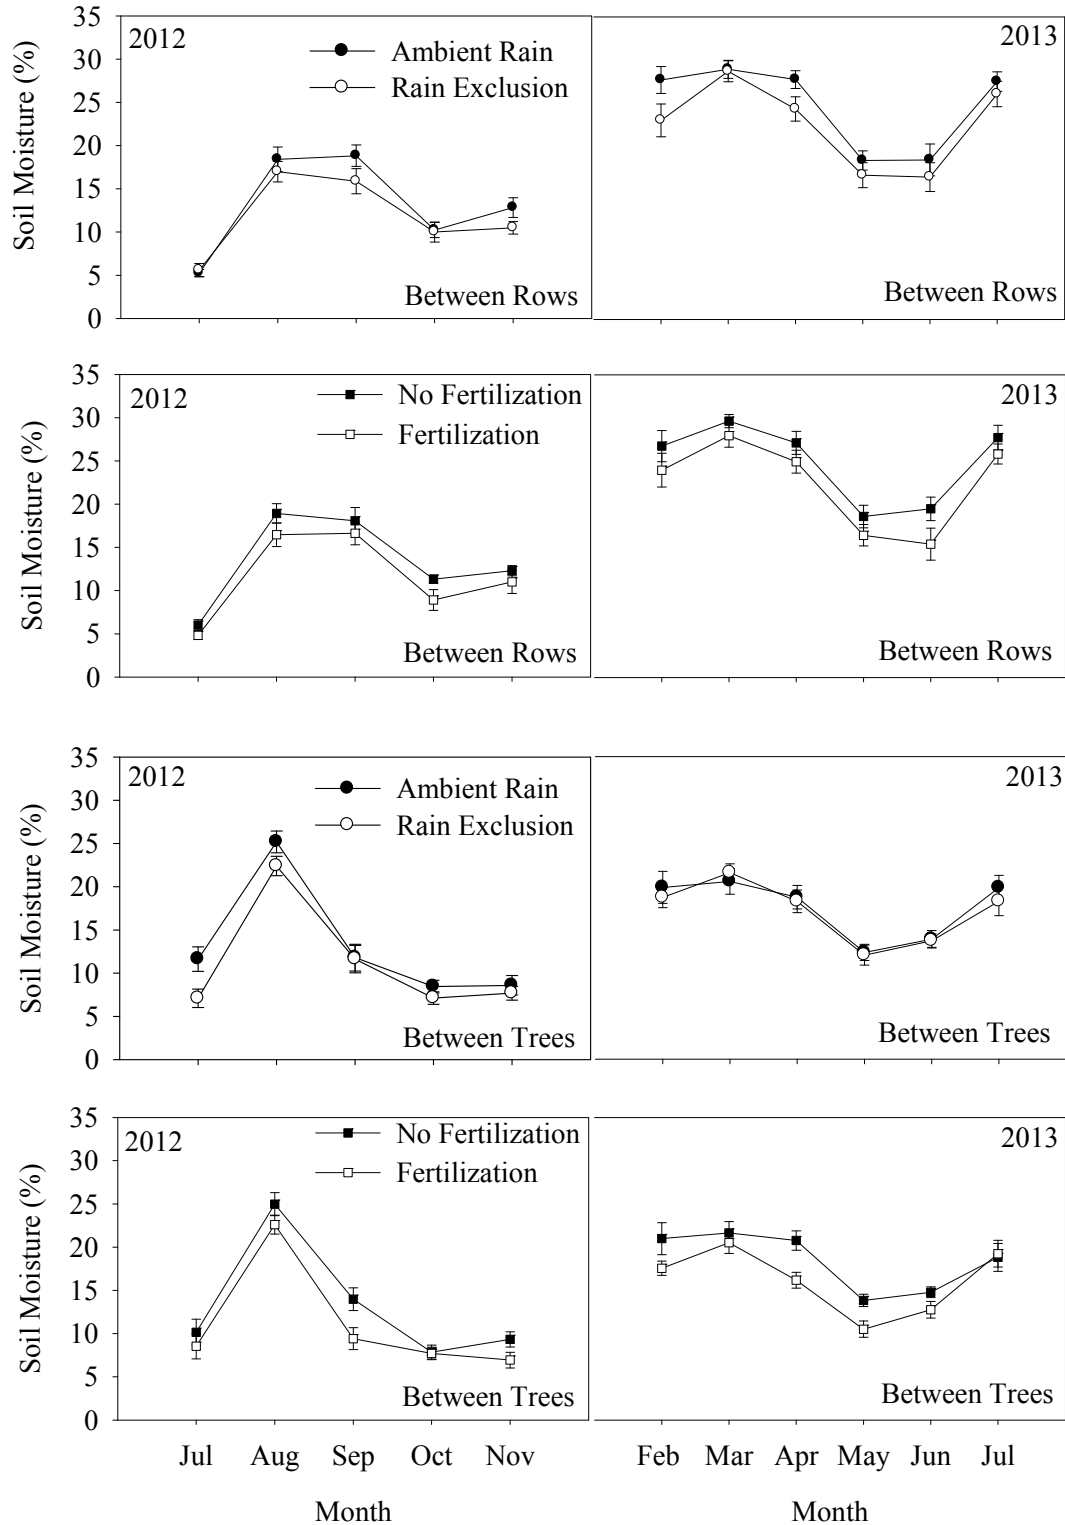 35
30
25
20
15
10
5
0
Soil Moisture (%)
2012
Ambient Rain
Rain Exclusion
Between Rows
2013
Between Rows
35
30
25
20
15
10
5
0
Soil Moisture (%)
2012
No Fertilization
Fertilization
Between Rows
2013
Between Rows
35
30
25
20
15
10
5
0
Soil Moisture (%)
2012
Ambient Rain
Rain Exclusion
Between Trees
2013
Between Trees
35
30
25
20
15
10
5
0
Soil Moisture (%)
2012
No Fertilization
Fertilization
Between Trees
2013
Between Trees
Jul Aug Sep Oct Nov
Feb Mar Apr May Jun Jul
Month
Month